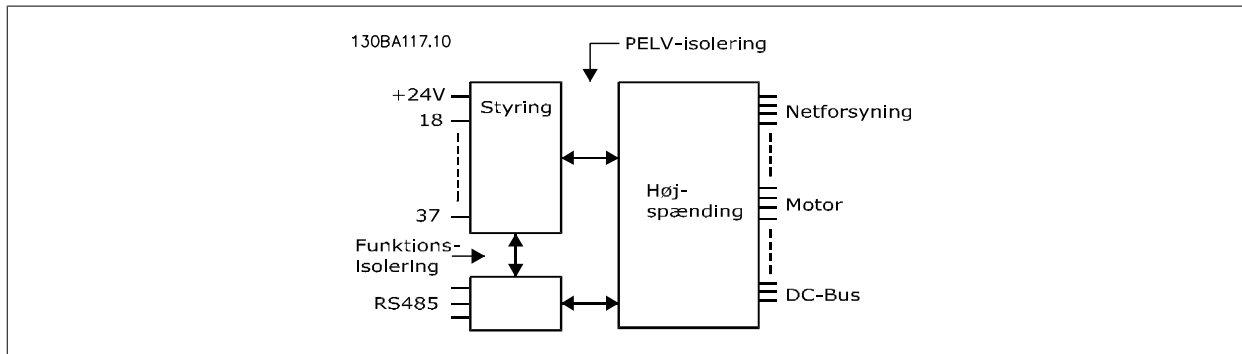 130BA117.10
PELV-isolering
+24V
Styring
18
Netforsyning
Høj-
spænding
37
Motor
Funktions-
isolering
RS485
DC-Bus